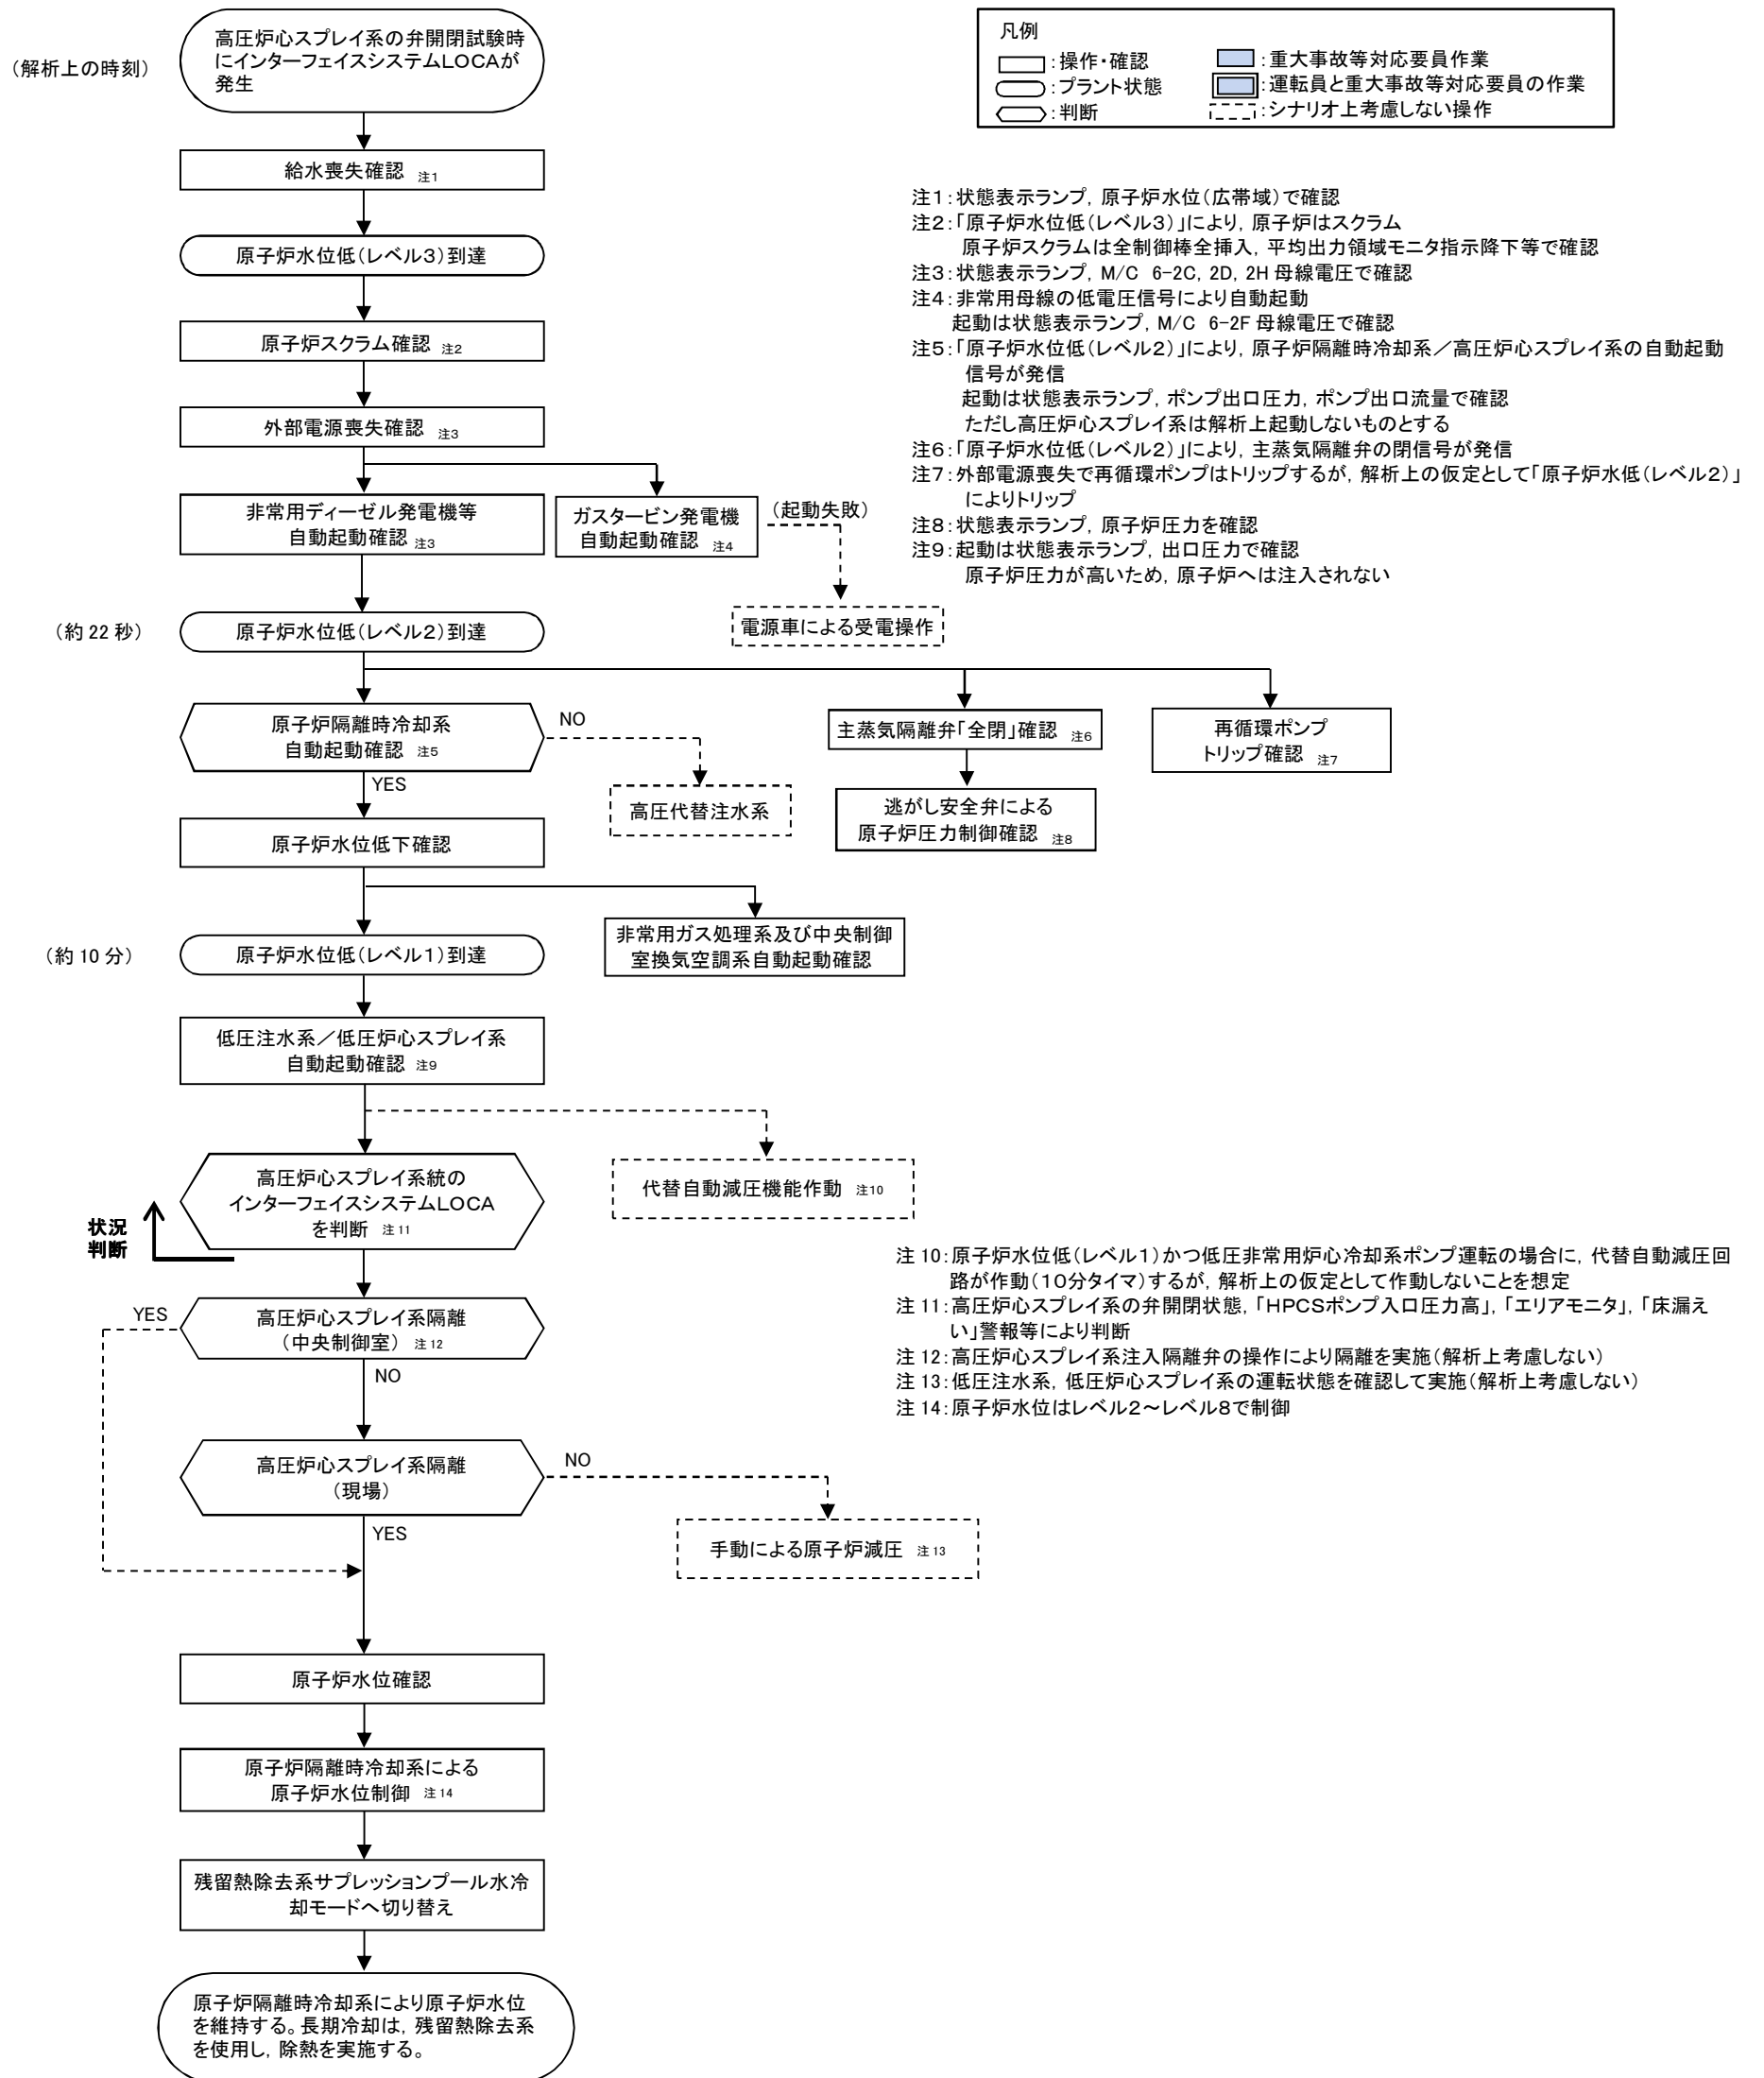 高圧炉心スプレイ系の弁開閉試験時
にインターフェイスシステムLOCAが
発生
（解析上の時刻）
凡例
：操作・確認
：プラント状態
：判断
：重大事故等対応要員作業
：運転員と重大事故等対応要員の作業
：シナリオ上考慮しない操作
給水喪失確認 注1
原子炉水位低（レベル3）到達
原子炉スクラム確認 注2
外部電源喪失確認 注3
非常用ディーゼル発電機等
自動起動確認 注3
ガスタービン発電機
自動起動確認 注4
（起動失敗）
電源車による受電操作
注1：状態表示ランプ，原子炉水位（広帯域）で確認
注2：「原子炉水位低（レベル3）」により，原子炉はスクラム
原子炉スクラムは全制御棒全挿入，平均出力領域モニタ指示降下等で確認
注3：状態表示ランプ，M/C 6-2C，2D，2H 母線電圧で確認
注4：非常用母線の低電圧信号により自動起動
起動は状態表示ランプ，M/C 6-2F 母線電圧で確認
注5：「原子炉水位低（レベル2）」により，原子炉隔離時冷却系／高圧炉心スプレイ系の自動起動
信号が発信
起動は状態表示ランプ，ポンプ出口圧力，ポンプ出口流量で確認
ただし高圧炉心スプレイ系は解析上起動しないものとする
注6：「原子炉水位低（レベル2）」により，主蒸気隔離弁の閉信号が発信
注7：外部電源喪失で再循環ポンプはトリップするが，解析上の仮定として「原子炉水低（レベル2）」
によりトリップ
注8：状態表示ランプ，原子炉圧力を確認
注9：起動は状態表示ランプ，出口圧力で確認
原子炉圧力が高いため，原子炉へは注入されない
（約 22 秒）
原子炉水位低（レベル2）到達
原子炉隔離時冷却系
自動起動確認 注5
NO
YES
高圧代替注水系
主蒸気隔離弁「全閉」確認 注6
逃がし安全弁による
原子炉圧力制御確認 注8
再循環ポンプ
トリップ確認 注7
原子炉水位低下確認
非常用ガス処理系及び中央制御
室換気空調系自動起動確認
（約 10 分）
原子炉水位低（レベル1）到達
低圧注水系／低圧炉心スプレイ系
自動起動確認 注9
代替自動減圧機能作動 注10
高圧炉心スプレイ系統の
インターフェイスシステムLOCA
を判断 注 11
状況
判断
注 10：原子炉水位低（レベル1）かつ低圧非常用炉心冷却系ポンプ運転の場合に，代替自動減圧回
路が作動（10分タイマ）するが，解析上の仮定として作動しないことを想定
注 11：高圧炉心スプレイ系の弁開閉状態，「HPCSポンプ入口圧力高」，「エリアモニタ」，「床漏え
い」警報等により判断
注 12：高圧炉心スプレイ系注入隔離弁の操作により隔離を実施（解析上考慮しない）
注 13：低圧注水系，低圧炉心スプレイ系の運転状態を確認して実施（解析上考慮しない）
注 14：原子炉水位はレベル2～レベル8で制御
YES
高圧炉心スプレイ系隔離
（中央制御室） 注 12
NO
高圧炉心スプレイ系隔離
（現場）
NO
YES
手動による原子炉減圧 注 13
原子炉水位確認
原子炉隔離時冷却系による
原子炉水位制御 注 14
残留熱除去系サプレッションプール水冷
却モードへ切り替え
原子炉隔離時冷却系により原子炉水位
を維持する。長期冷却は，残留熱除去系
を使用し，除熱を実施する。